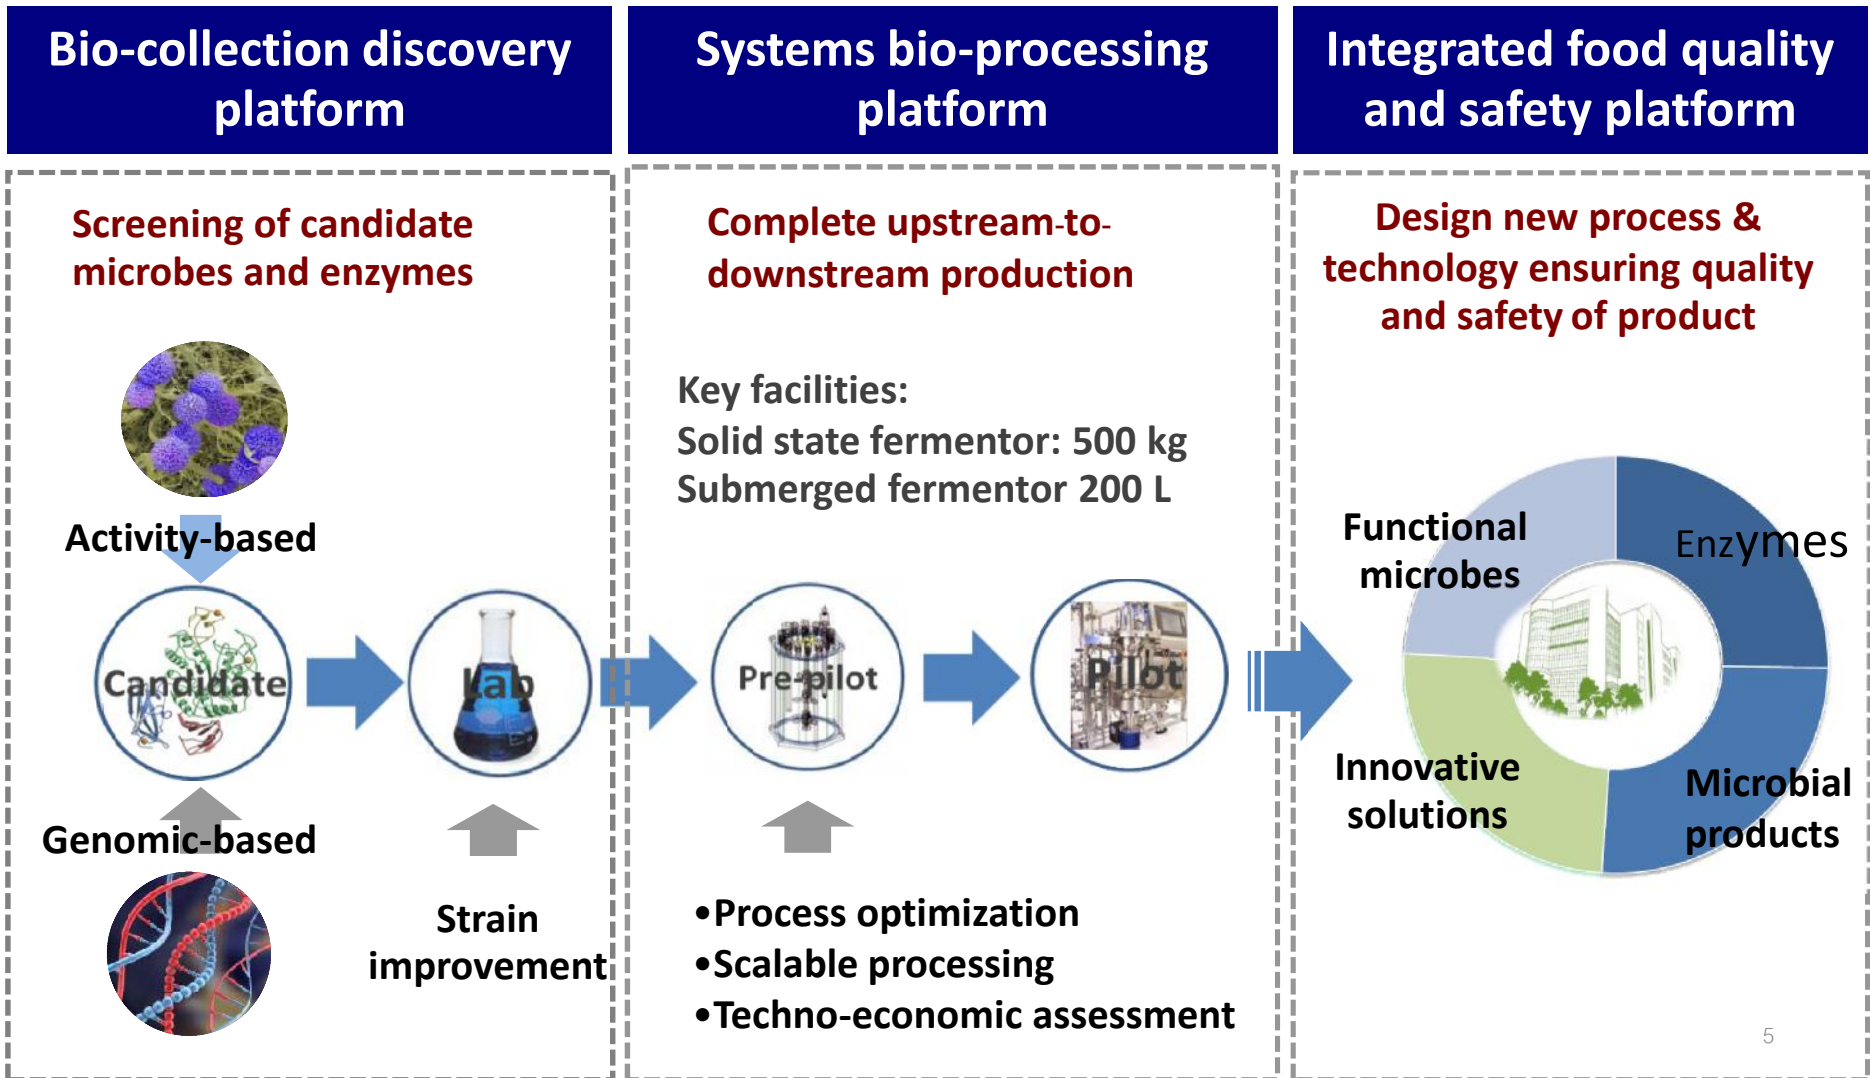 Bio-collection discovery
platform
Systems bio-processing
platform
Integrated food quality
and safety platform
Screening of candidate
microbes and enzymes
Activity-based
Candidate
Lab
Genomic-based
Strain
improvement
Complete upstream-to-
downstream production
Key facilities:
Solid state fermentor: 500 kg
Submerged fermentor 200 L
Pre-pilot
Pilot
•Process optimization
•Scalable processing
•Techno-economic assessment
Design new process &
technology ensuring quality
and safety of product
Functional
microbes
Enzymes
Innovative
solutions
Microbial
products
5